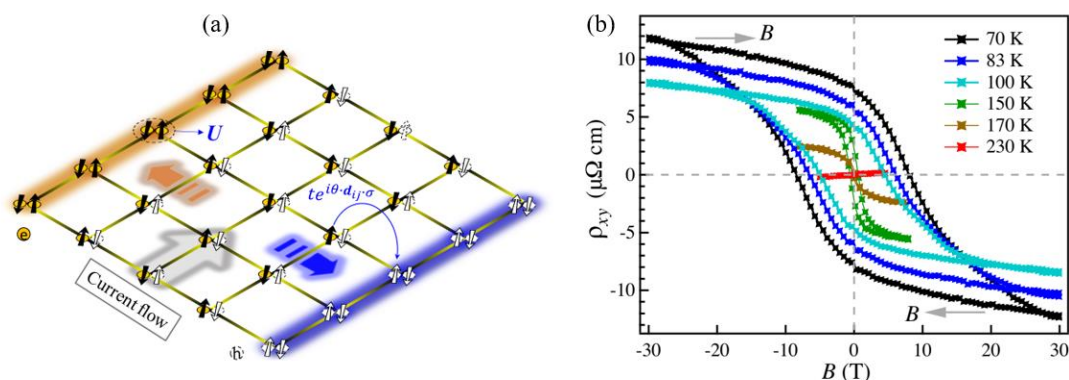 (a)
U
te^{iθ·d_{ij}·σ}
e
Current flow
h
(b)
B
70 K
83 K
100 K
150 K
170 K
230 K
B
10
5
0
-5
-10
ρ_{xy} (μΩ cm)
-30 -20 -10 0 10 20 30
B (T)